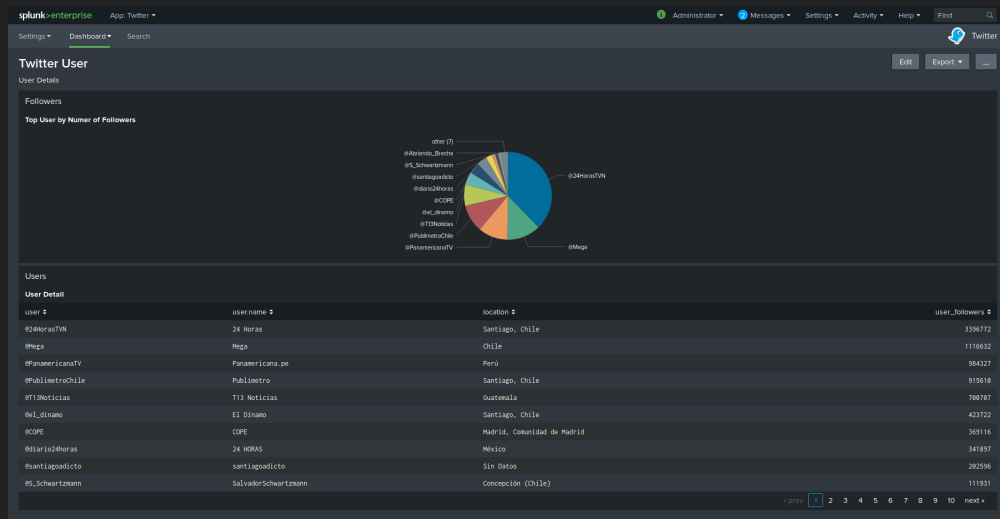 splunk>enterprise App: Twitter Administrator 2 Messages Settings Activity Help Find
Settings Dashboard Search Twitter
Twitter User Edit Export ...
User Details
Followers
Top User by Numer of Followers
other (7)
@Abriendo_Brecha
@S_Schwartzmann
@santiagoadicto
@diario24horas
@COPE
@el_dinamo
@T13Noticias
@PublimetroChile
@PanamericanaTV
@24HorasTVN
@Mega
Users
User Detail
user user.name location user_followers
@24HorasTVN 24 Horas Santiago, Chile 3396772
@Mega Mega Chile 1116632
@PanamericanaTV Panamericana.pe Perú 984327
@PublimetroChile Publimetro Santiago, Chile 915610
@T13Noticias T13 Noticias Guatemala 700707
@el_dinamo El Dinamo Santiago, Chile 423722
@COPE COPE Madrid, Comunidad de Madrid 369116
@diario24horas 24 HORAS México 341897
@santiagoadicto santiagoadicto Sin Datos 202596
@S_Schwartzmann SalvadorSchwartzmann Concepción (Chile) 111931
« prev 1 2 3 4 5 6 7 8 9 10 next »